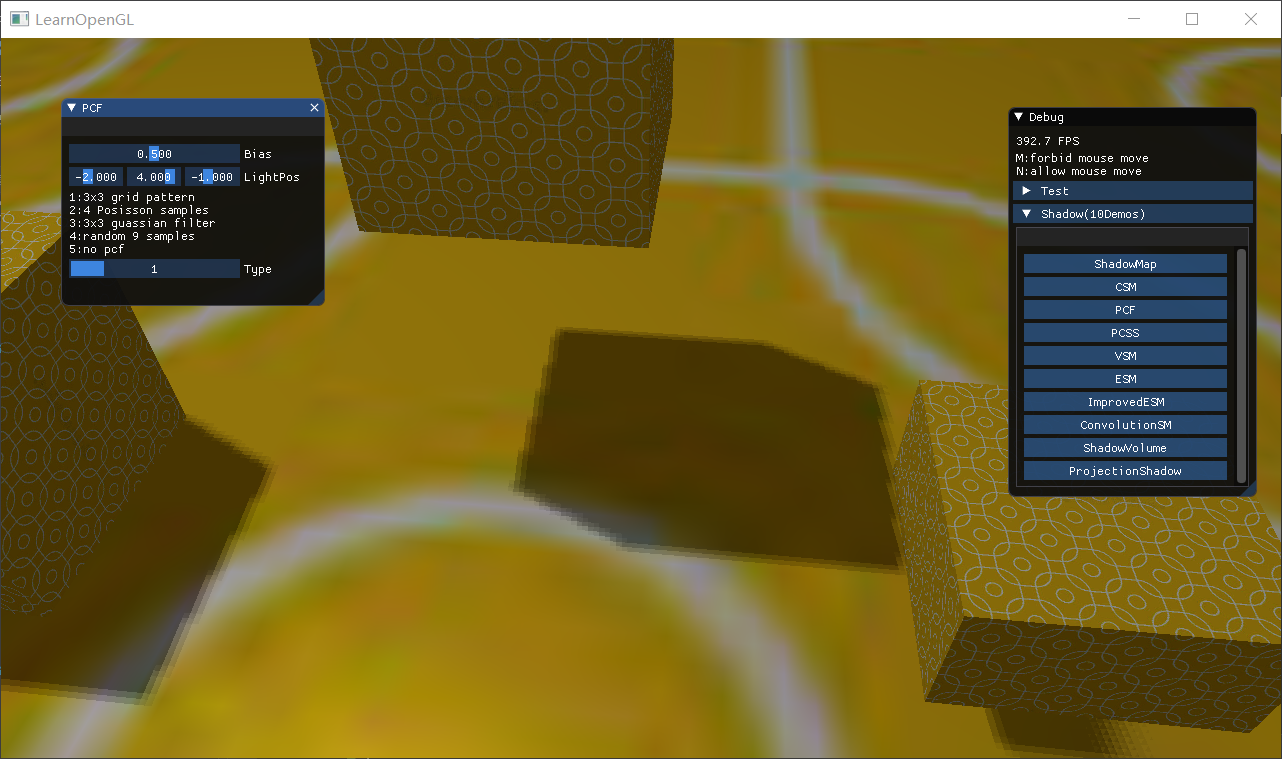 LearnOpenGL
PCF
0.500 Bias
-2.000 4.000 -1.000 LightPos
1:3x3 grid pattern
2:4 Posisson samples
3:3x3 guassian filter
4:random 9 samples
5:no pcf
1 Type
Debug
392.7 FPS
M:forbid mouse move
N:allow mouse move
Test
Shadow(10Demos)
ShadowMap
CSM
PCF
PCSS
VSM
ESM
ImprovedESM
ConvolutionSM
ShadowVolume
ProjectionShadow